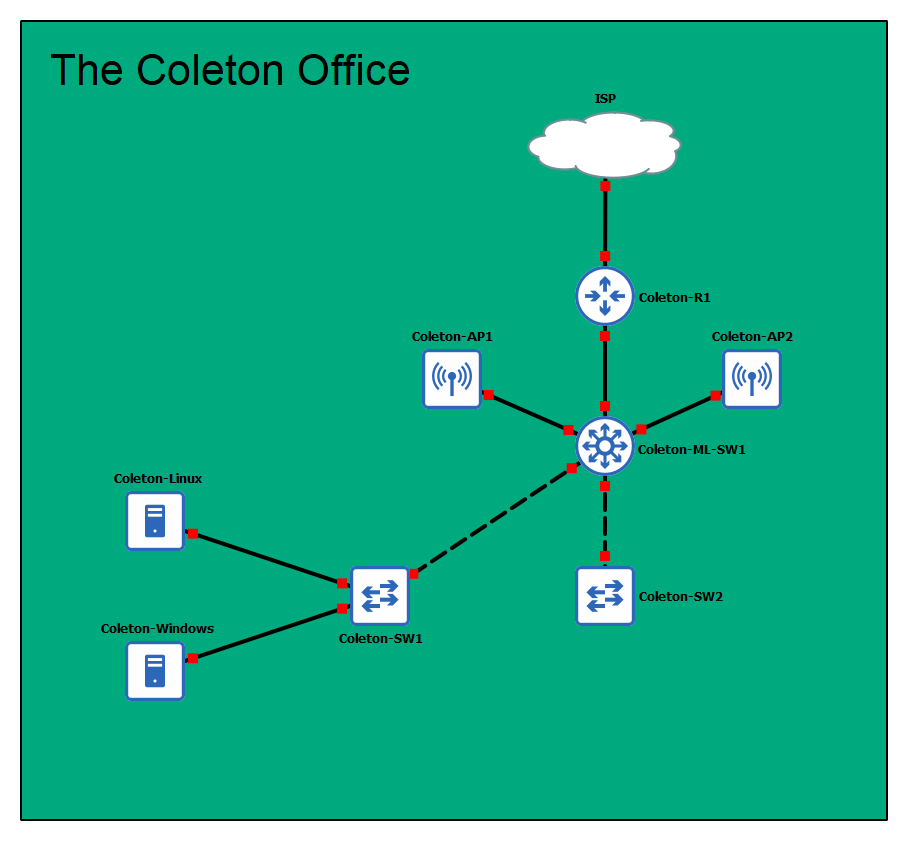 The Coleton Office
ISP
Coleton-R1
Coleton-AP1
Coleton-AP2
Coleton-ML-SW1
Coleton-Linux
Coleton-SW2
Coleton-Windows
Coleton-SW1